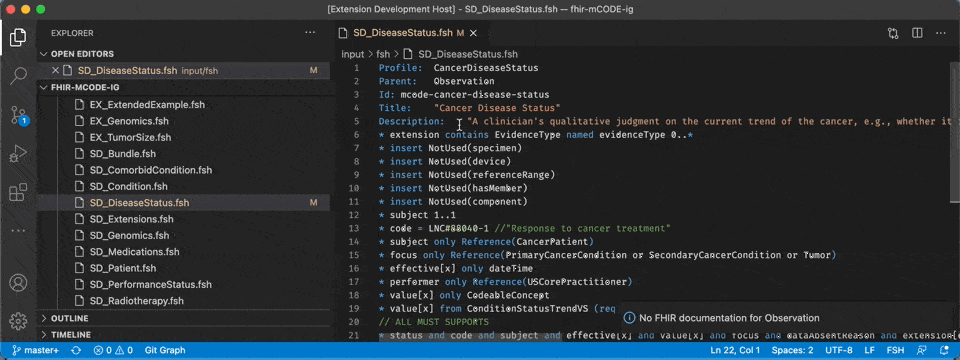 [Extension Development Host] - SD_DiseaseStatus.fsh — fhir-mCODE-ig
EXPLORER
OPEN EDITORS
SD_DiseaseStatus.fsh input/fsh M
FHIR-MCODE-IG
EX_ExtendedExample.fsh
EX_Genomics.fsh
EX_TumorSize.fsh
SD_Bundle.fsh
SD_ComorbidCondition.fsh
SD_Condition.fsh
SD_DiseaseStatus.fsh M
SD_Extensions.fsh
SD_Genomics.fsh
SD_Medications.fsh
SD_Patient.fsh
SD_PerformanceStatus.fsh
SD_Radiotherapy.fsh
OUTLINE
TIMELINE
1
SD_DiseaseStatus.fsh M
input > fsh > SD_DiseaseStatus.fsh
1 Profile: CancerDiseaseStatus
2 Parent: Observation
3 Id: mcode-cancer-disease-status
4 Title: "Cancer Disease Status"
5 Description: "A clinician's qualitative judgment on the current trend of the cancer, e.g., whether it
6 * extension contains EvidenceType named evidenceType 0..*
7 * insert NotUsed(specimen)
8 * insert NotUsed(device)
9 * insert NotUsed(referenceRange)
10 * insert NotUsed(hasMember)
11 * insert NotUsed(component)
12 * subject 1..1
13 * code = LNC#88040-1 //"Response to cancer treatment"
14 * subject only Reference(CancerPatient)
15 * focus only Reference(PrimaryCancerCondition or SecondaryCancerCondition or Tumor)
16 * effective[x] only dateTime
17 * performer only Reference(USCorePractitioner)
18 * value[x] only CodeableConcept
19 * value[x] from ConditionStatusTrendVS (req
20 // ALL MUST SUPPORTS
21 * status and code and subject and effective[x] and value[x] and focus and dataAbsentReason and extension[e
No FHIR documentation for Observation
master+ 0 0 Git Graph
Ln 22, Col 1 Spaces: 2 UTF-8 LF FSH